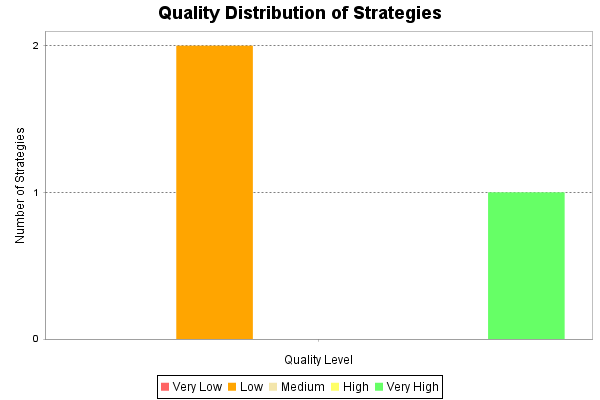 Quality Distribution of Strategies
2
1
0
Number of Strategies
Quality Level
Very Low Low Medium High Very High